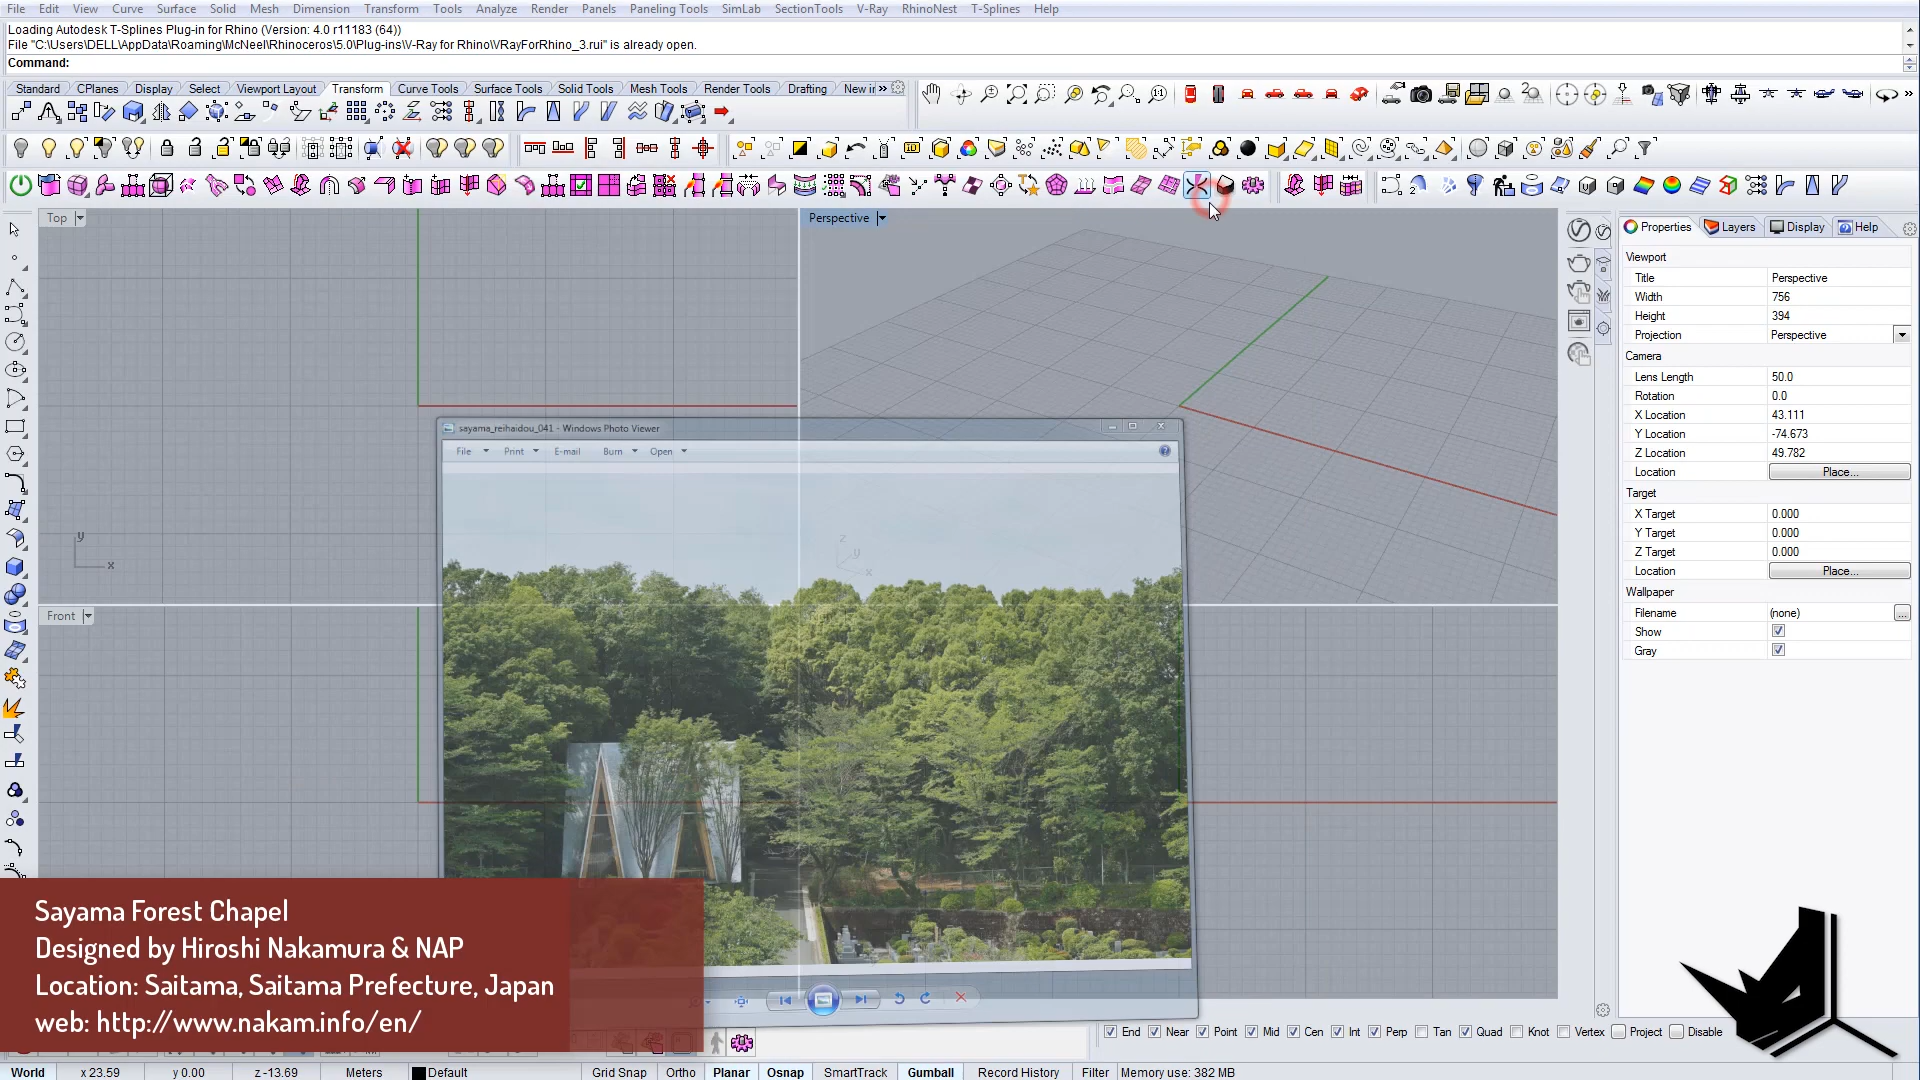 File Edit View Curve Surface Solid Mesh Dimension Transform Tools Analyze Render Panels Paneling Tools SimLab SectionTools V-Ray RhinoNest T-Splines Help
Loading Autodesk T-Splines Plug-in for Rhino (Version: 4.0 r11183 (64))
File "C:\Users\DELL\AppData\Roaming\McNeel\Rhinoceros\5.0\Plug-ins\V-Ray for Rhino\VRayForRhino_3.rui" is already open.
Command:
Standard CPlanes Display Select Viewport Layout Transform Curve Tools Surface Tools Solid Tools Mesh Tools Render Tools Drafting New in »
Top
Perspective
Properties Layers Display Help
Viewport
Title Perspective
Width 756
Height 394
Projection Perspective
Camera
Lens Length 50.0
Rotation 0.0
X Location 43.111
Y Location -74.673
Z Location 49.782
Location Place...
Target
X Target 0.000
Y Target 0.000
Z Target 0.000
Location Place...
Wallpaper
Filename (none) ...
Show
Gray
sayama_reihaidou_041 - Windows Photo Viewer
File Print E-mail Burn Open
y
x
z
y
x
Front
Sayama Forest Chapel
Designed by Hiroshi Nakamura & NAP
Location: Saitama, Saitama Prefecture, Japan
web: http://www.nakam.info/en/
End Near Point Mid Cen Int Perp Tan Quad Knot Vertex Project Disable
World x 23.59 y 0.00 z -13.69 Meters Default Grid Snap Ortho Planar Osnap SmartTrack Gumball Record History Filter Memory use: 382 MB